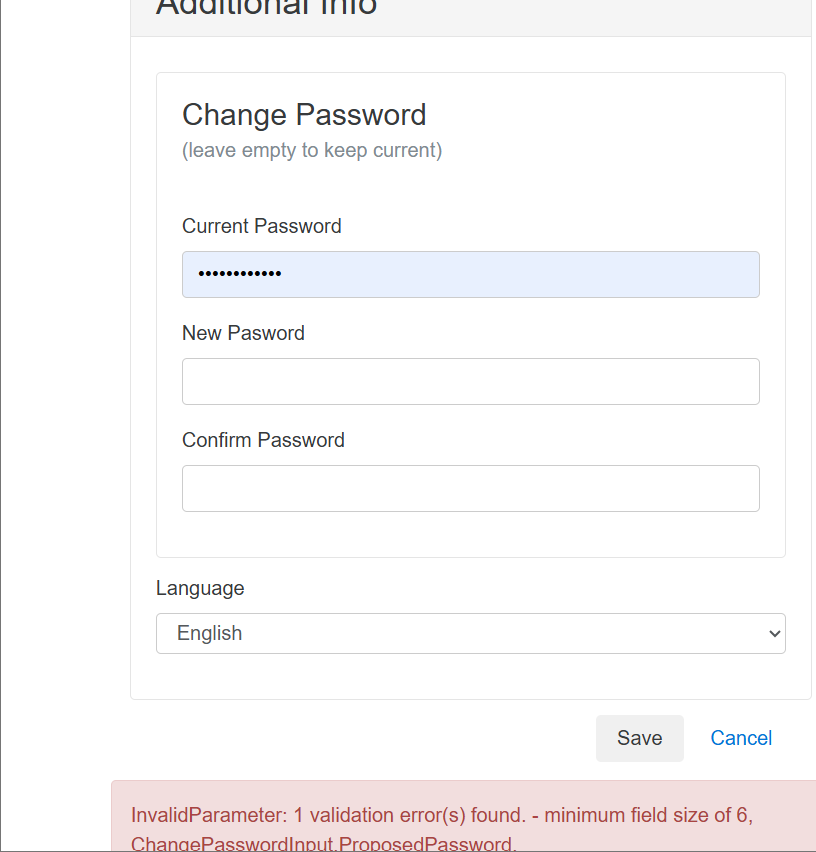 Additional Info
Change Password
(leave empty to keep current)
Current Password
••••••••••••
New Pasword
Confirm Password
Language
English
Save Cancel
InvalidParameter: 1 validation error(s) found. - minimum field size of 6,
ChangePasswordInput.ProposedPassword.